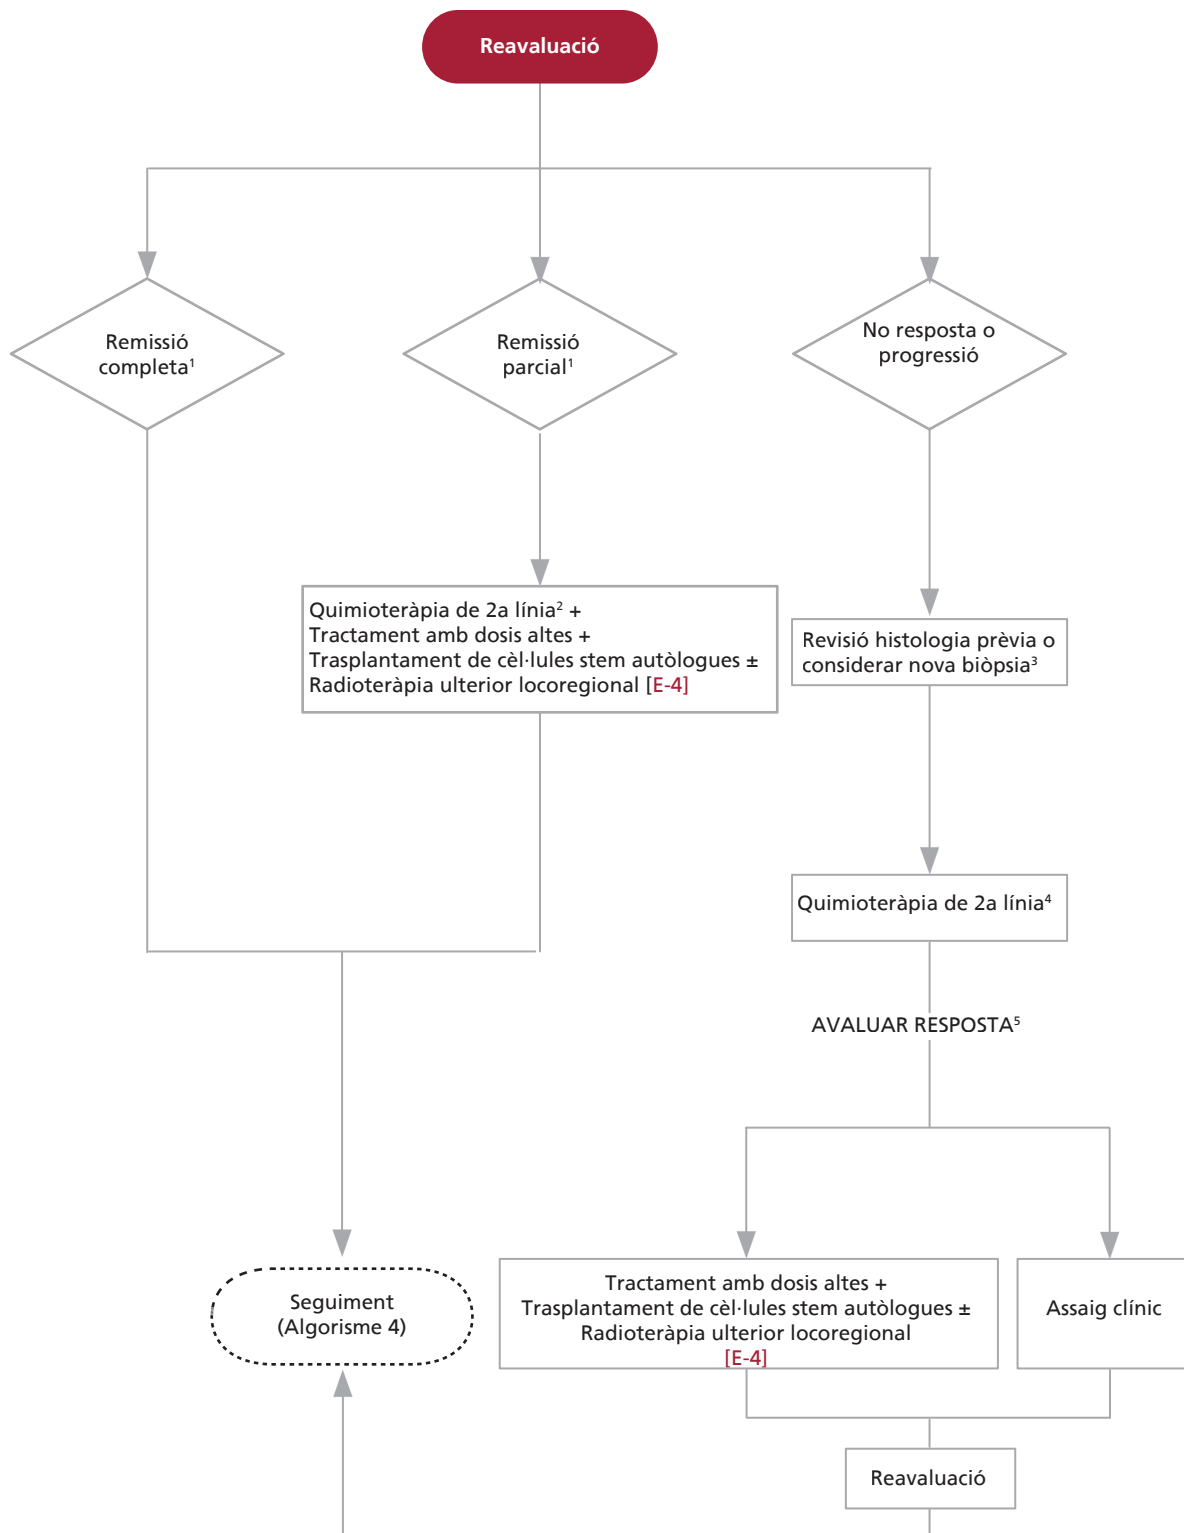 Reavaluació
Remissió
completa¹
Remissió
parcial¹
No resposta o
progressió
Quimioteràpia de 2a línia² +
Tractament amb dosis altes +
Trasplantament de cèl·lules stem autòlogues ±
Radioteràpia ulterior locoregional [E-4]
Revisió histologia prèvia o
considerar nova biòpsia³
Quimioteràpia de 2a línia⁴
AVALUAR RESPOSTA⁵
Seguiment
(Algorisme 4)
Tractament amb dosis altes +
Trasplantament de cèl·lules stem autòlogues ±
Radioteràpia ulterior locoregional
[E-4]
Assaig clínic
Reavaluació